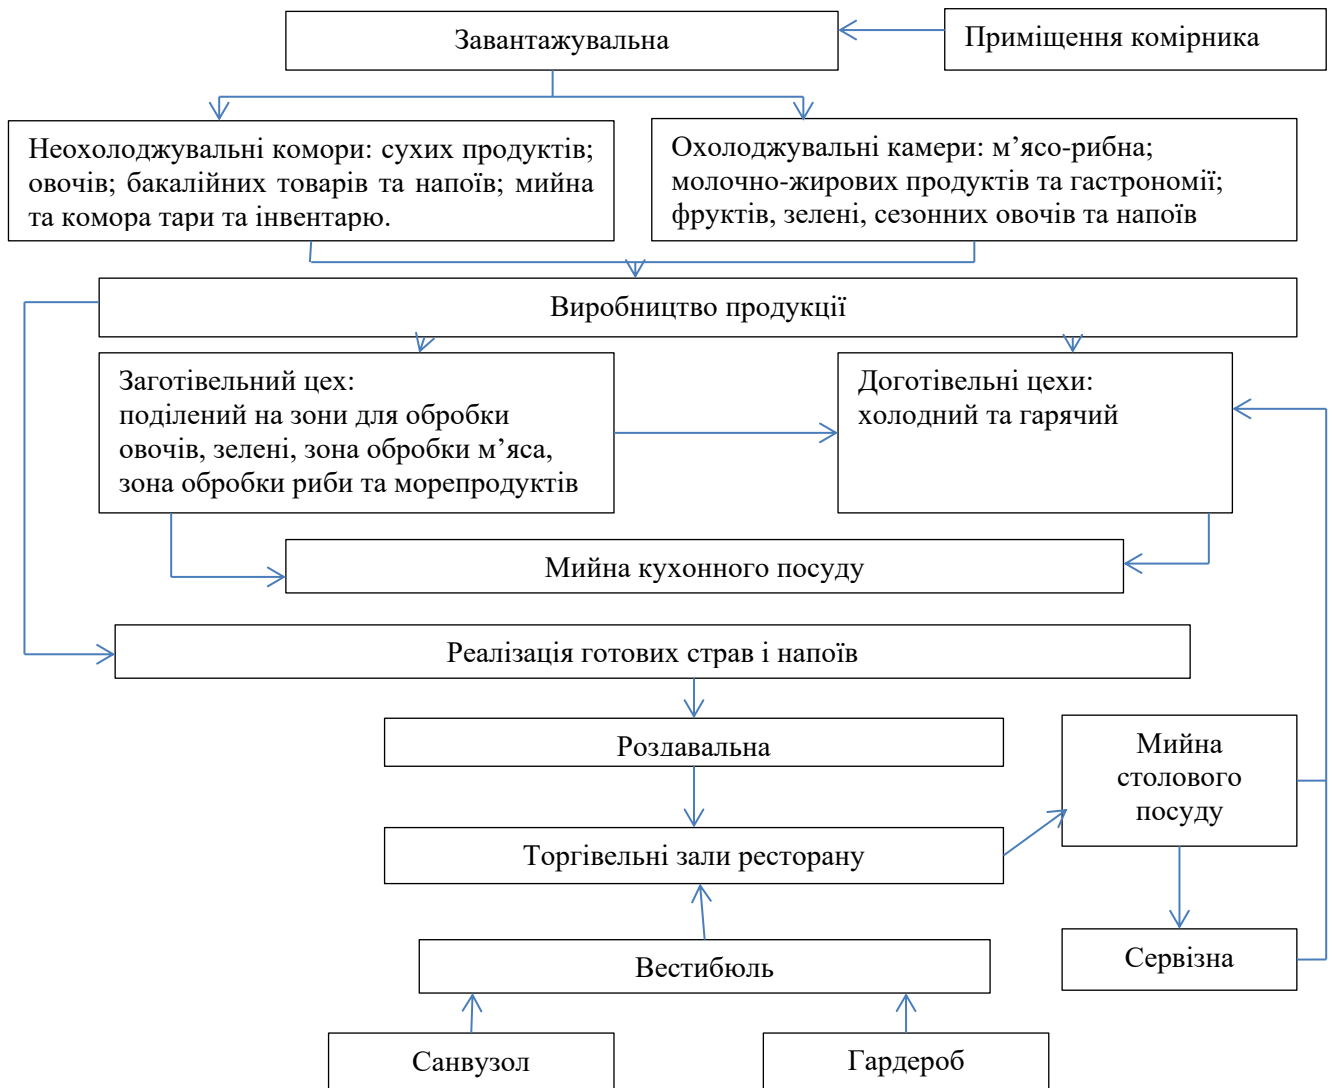 Завантажувальна
Приміщення комірника
Неохолоджувальні комори: сухих продуктів;
овочів; бакалійних товарів та напоїв; мийна
та комора тари та інвентарю.
Охолоджувальні камери: м’ясо-рибна;
молочно-жирових продуктів та гастрономії;
фруктів, зелені, сезонних овочів та напоїв
Виробництво продукції
Заготівельний цех:
поділений на зони для обробки
овочів, зелені, зона обробки м’яса,
зона обробки риби та морепродуктів
Доготівельні цехи:
холодний та гарячий
Мийна кухонного посуду
Реалізація готових страв і напоїв
Роздавальна
Мийна
столового
посуду
Торгівельні зали ресторану
Вестибюль
Сервізна
Санвузол
Гардероб